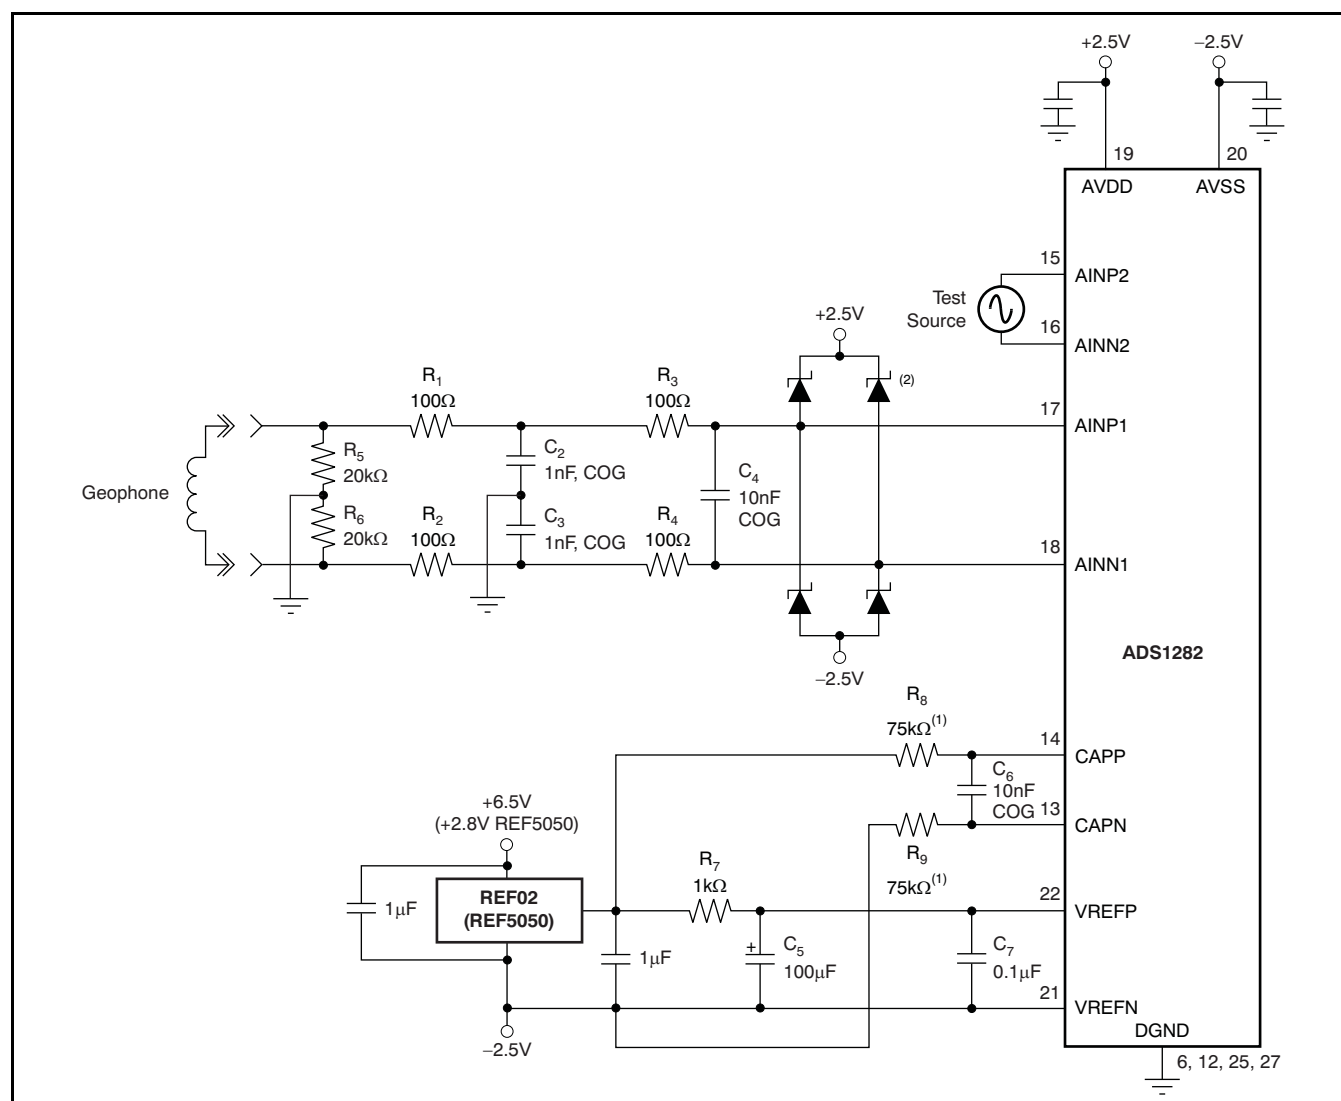 +2.5V
−2.5V
19
20
AVDD
AVSS
15
AINP2
Test
Source
16
AINN2
+2.5V
(2)
R1
100Ω
R3
100Ω
17
AINP1
R5
20kΩ
C2
1nF, COG
C4
10nF
COG
Geophone
R6
20kΩ
R2
100Ω
C3
1nF, COG
R4
100Ω
18
AINN1
−2.5V
ADS1282
R8
75kΩ(1)
14
CAPP
C6
10nF
COG
13
CAPN
R9
75kΩ(1)
+6.5V
(+2.8V REF5050)
R7
1kΩ
1µF
REF02
(REF5050)
22
VREFP
1µF
+
C5
100µF
C7
0.1µF
21
VREFN
−2.5V
DGND
6, 12, 25, 27